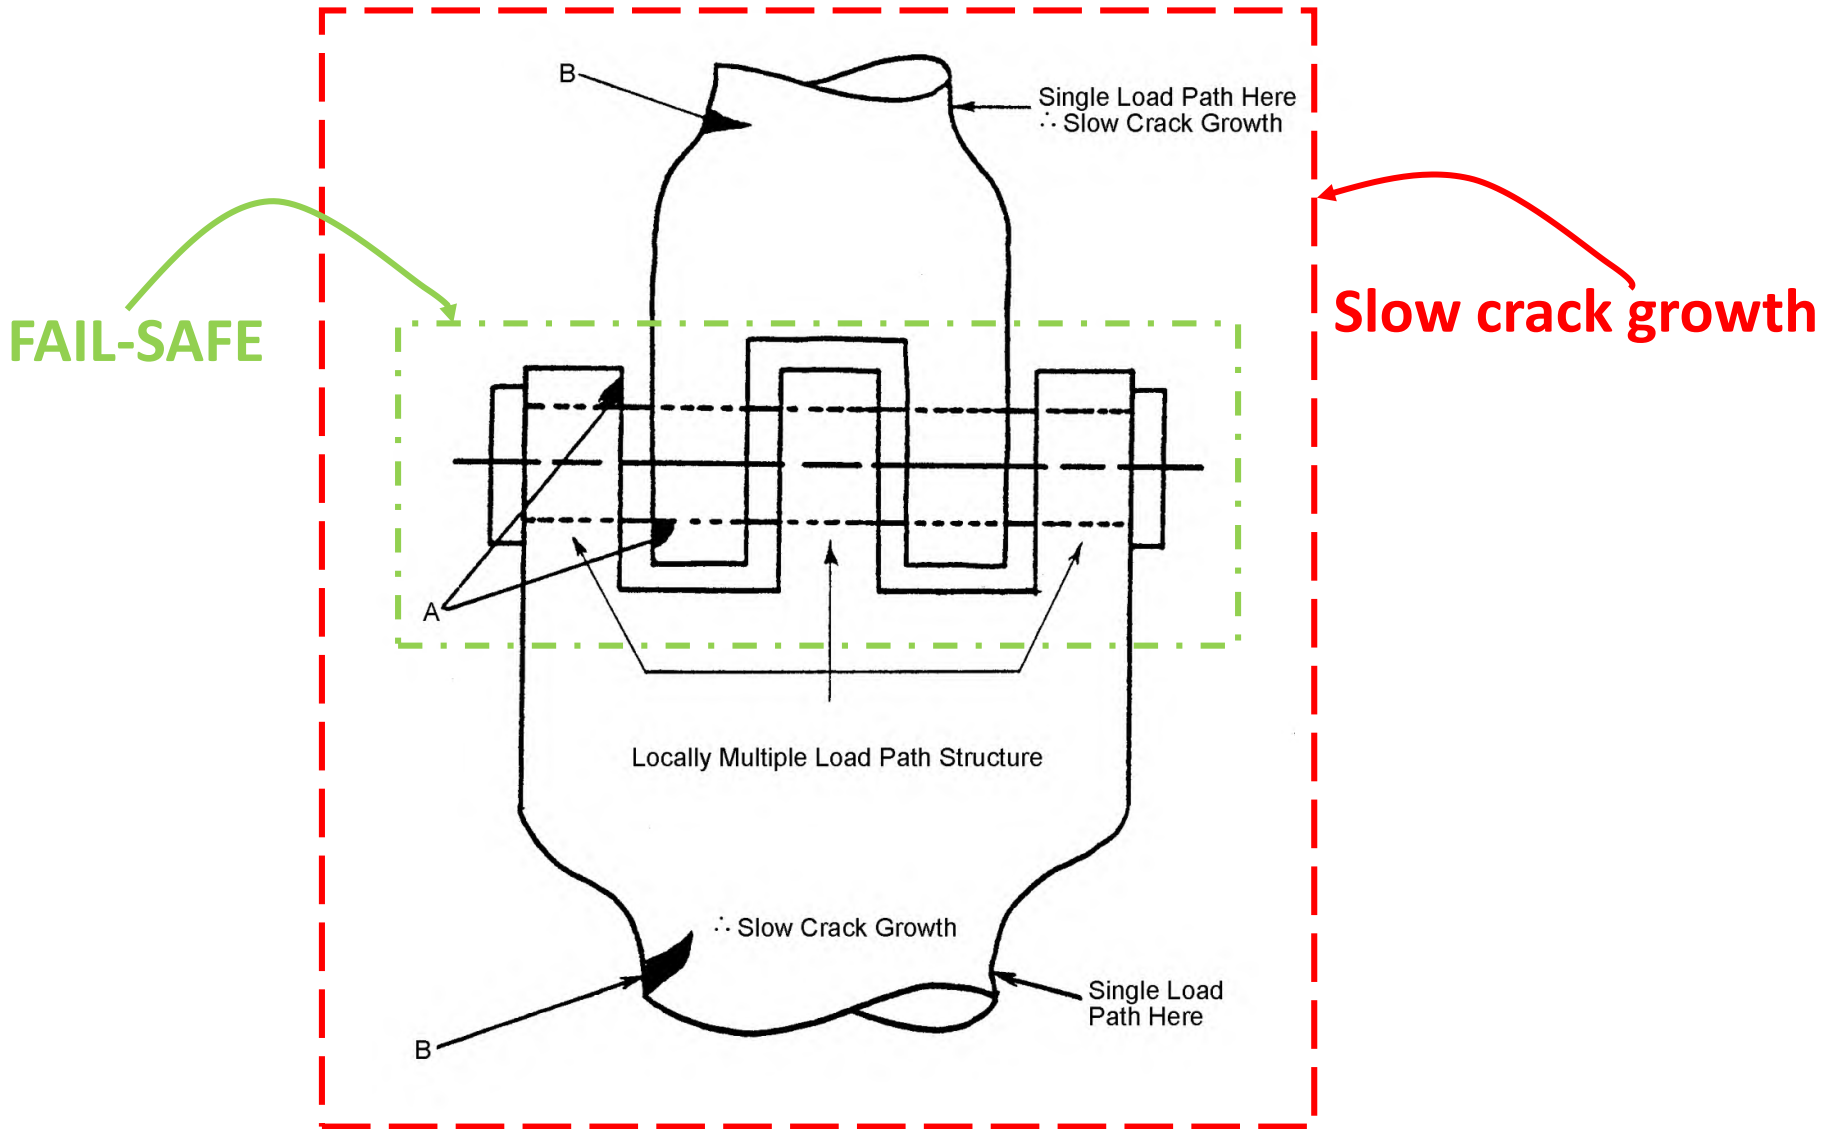 B
Single Load Path Here
∴ Slow Crack Growth
FAIL-SAFE
Slow crack growth
A
Locally Multiple Load Path Structure
∴ Slow Crack Growth
Single Load
Path Here
B